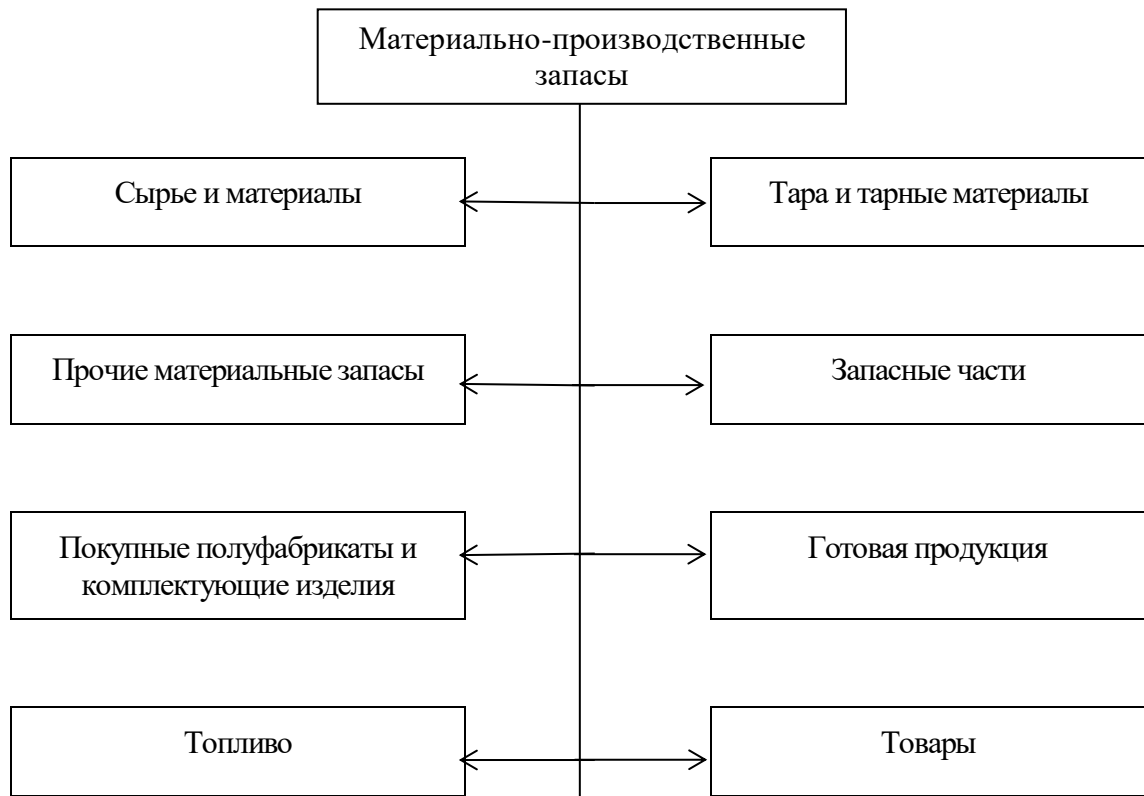 Материально-производственные
запасы
Сырье и материалы
Тара и тарные материалы
Прочие материальные запасы
Запасные части
Покупные полуфабрикаты и
комплектующие изделия
Готовая продукция
Топливо
Товары